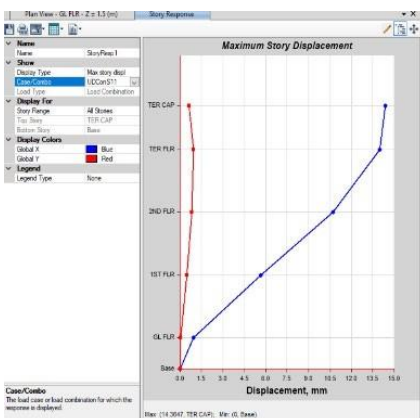 Plan View - GL FLR - Z = 1.5 (m)
Story Response
Name
Name StoryResp1
Show
Display Type Max story displ
Case/Combo UDConS11
Load Type Load Combination
Display For
Story Range All Stories
Top Story TER CAP
Bottom Story Base
Display Colors
Global X Blue
Global Y Red
Legend
Legend Type None
Maximum Story Displacement
TER CAP
TER FLR
2ND FLR
1ST FLR
GL FLR
Base
0.0 1.5 3.0 4.5 6.0 7.5 9.0 10.5 12.0 13.5 15.0
Displacement, mm
Case/Combo
The load case or load combination for which the
response is displayed.
Max: (14.3847, TER CAP); Min: (0, Base)